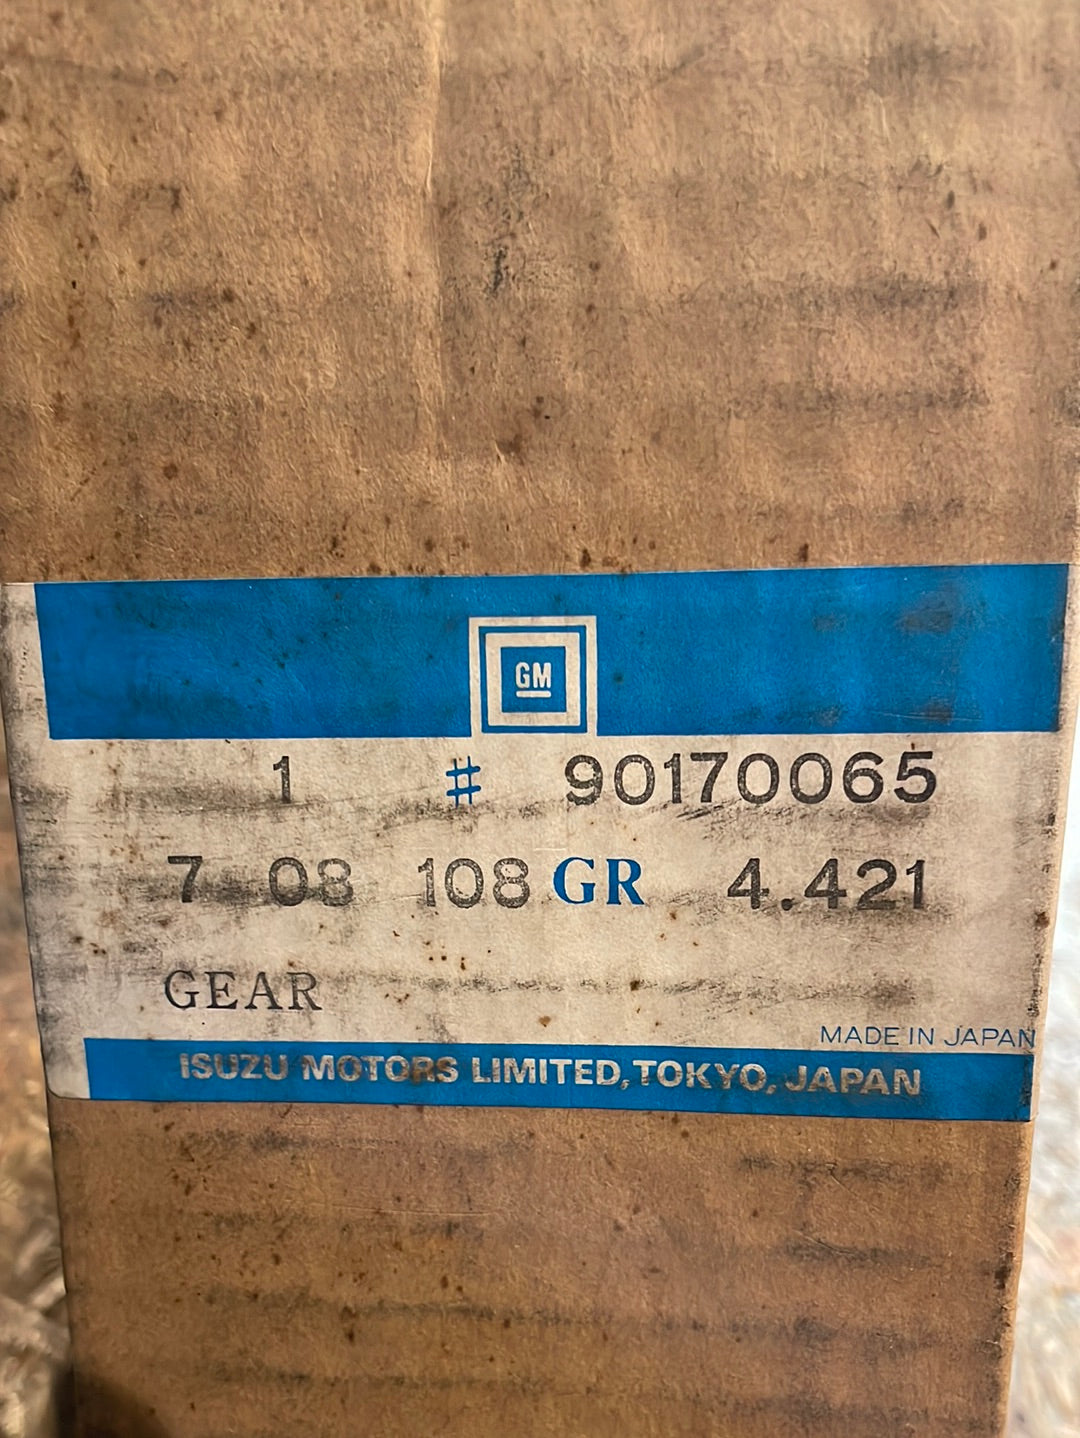 GM
1 # 90170065
7 08 108 GR 4.421
GEAR
MADE IN JAPAN
ISUZU MOTORS LIMITED, TOKYO, JAPAN